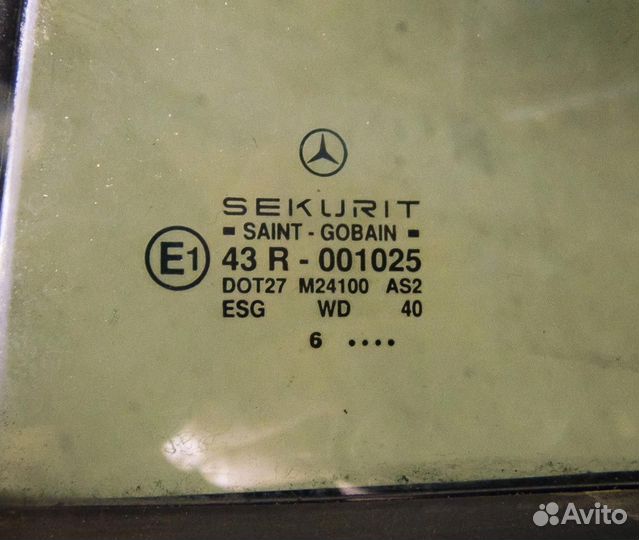 SEKURIT
SAINT - GOBAIN
E1 43 R - 001025
DOT27 M24100 AS2
ESG WD 40
6 ....
Avito